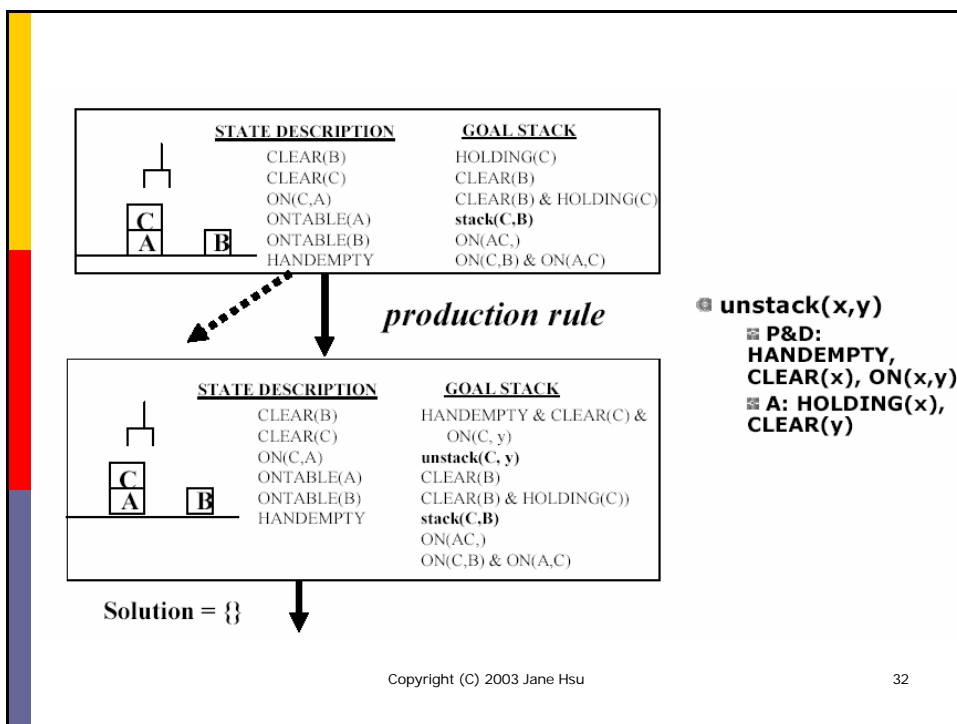 STATE DESCRIPTION
CLEAR(B)
CLEAR(C)
ON(C,A)
ONTABLE(A)
ONTABLE(B)
HANDEMPTY
GOAL STACK
HOLDING(C)
CLEAR(B)
CLEAR(B) & HOLDING(C)
stack(C,B)
ON(AC,)
ON(C,B) & ON(A,C)
C
A
B
production rule
STATE DESCRIPTION
CLEAR(B)
CLEAR(C)
ON(C,A)
ONTABLE(A)
ONTABLE(B)
HANDEMPTY
GOAL STACK
HANDEMPTY & CLEAR(C) &
ON(C, y)
unstack(C, y)
CLEAR(B)
CLEAR(B) & HOLDING(C))
stack(C,B)
ON(AC,)
ON(C,B) & ON(A,C)
C
A
B
Solution = {}
unstack(x,y)
P&D:
HANDEMPTY,
CLEAR(x), ON(x,y)
A: HOLDING(x),
CLEAR(y)
Copyright (C) 2003 Jane Hsu
32